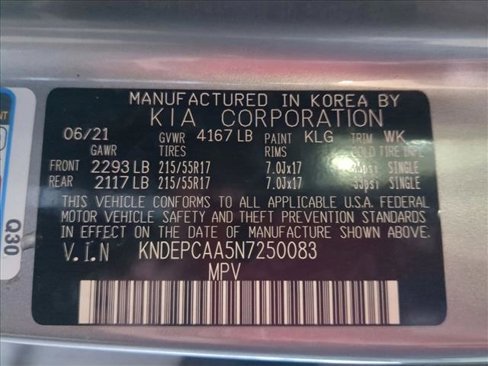 MANUFACTURED IN KOREA BY
KIA CORPORATION
06/21 GVWR 4167 LB PAINT KLG TRIM WK
GAWR TIRES RIMS COLD TIRE INFL
FRONT 2293 LB 215/55R17 7.0Jx17 SINGLE
REAR 2117 LB 215/55R17 7.0Jx17 SINGLE
THIS VEHICLE CONFORMS TO ALL APPLICABLE U.S.A. FEDERAL
MOTOR VEHICLE SAFETY AND THEFT PREVENTION STANDARDS
IN EFFECT ON THE DATE OF MANUFACTURE SHOWN ABOVE.
V.I.N KNDEPCAA5N7250083
MPV
Q30